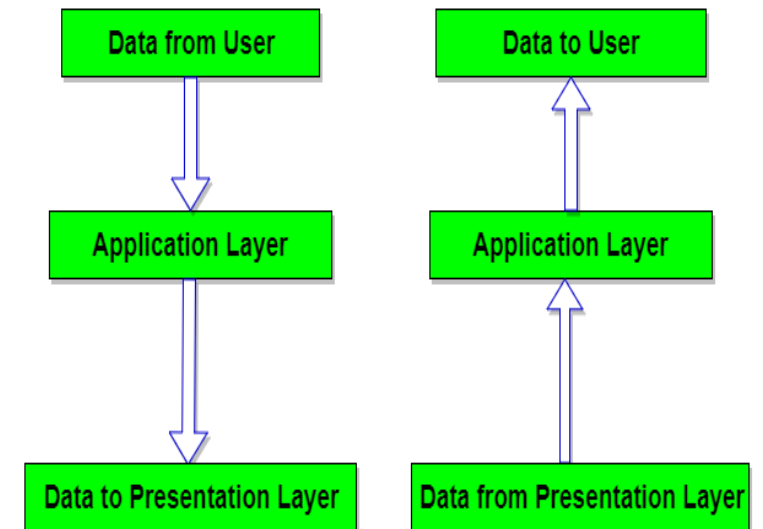 Data from User
Data to User
Application Layer
Application Layer
Data to Presentation Layer
Data from Presentation Layer